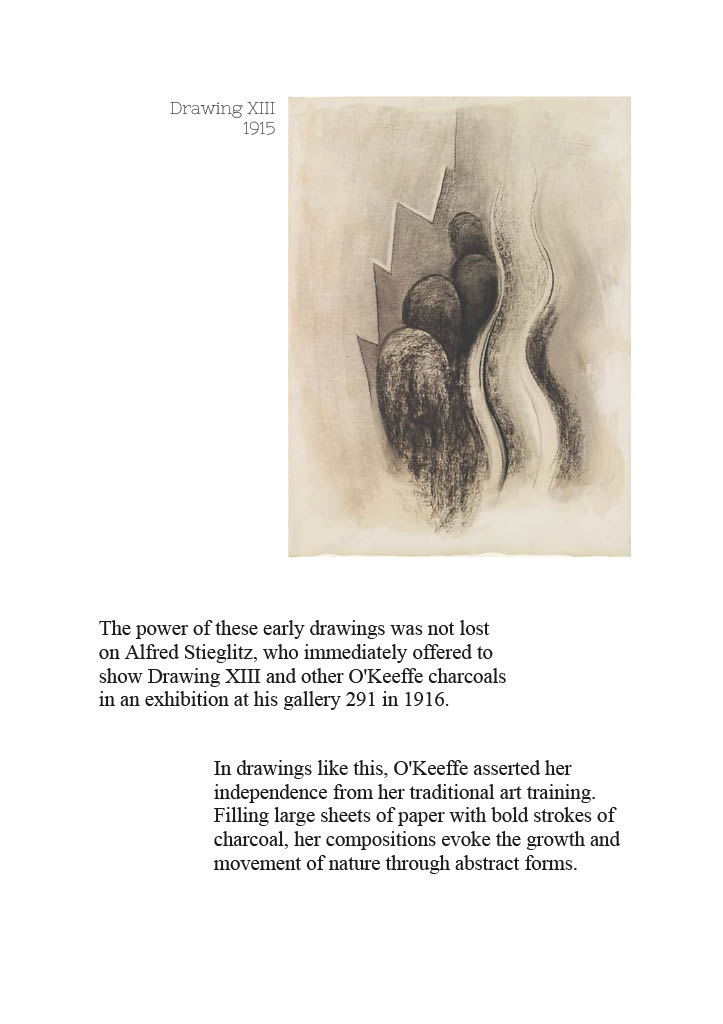 Drawing XIII
1915
The power of these early drawings was not lost
on Alfred Stieglitz, who immediately offered to
show Drawing XIII and other O'Keeffe charcoals
in an exhibition at his gallery 291 in 1916.
In drawings like this, O'Keeffe asserted her
independence from her traditional art training.
Filling large sheets of paper with bold strokes of
charcoal, her compositions evoke the growth and
movement of nature through abstract forms.